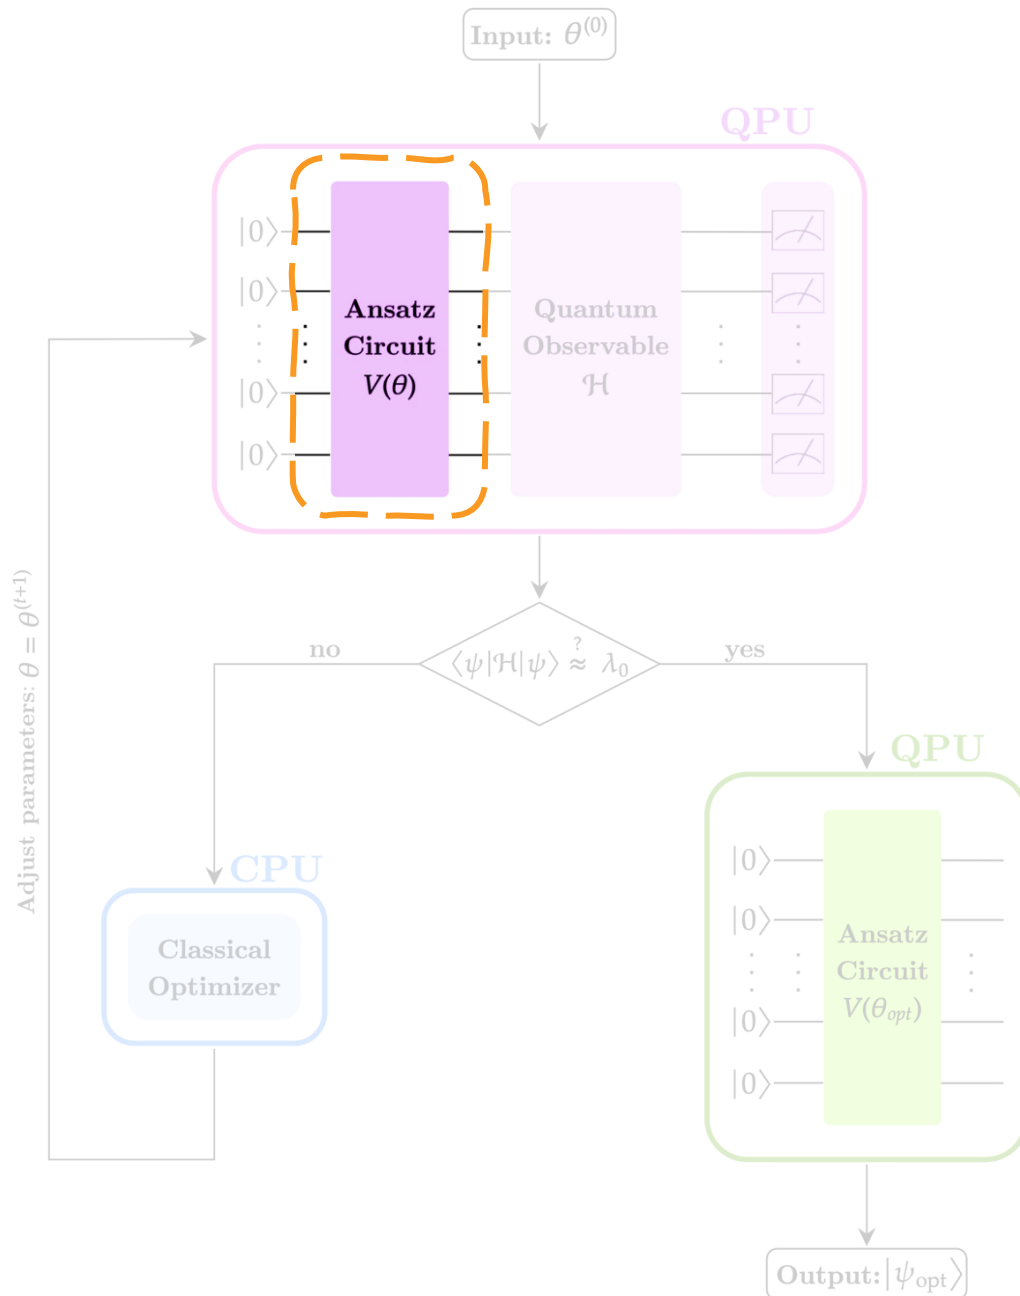 Input: θ⁽⁰⁾
QPU
|0⟩
|0⟩
|0⟩
|0⟩
Ansatz
Circuit
V(θ)
Quantum
Observable
ℋ
Adjust parameters: θ = θ⁽ᵗ⁺¹⁾
no
⟨ψ|ℋ|ψ⟩ ≈? λ₀
yes
CPU
Classical
Optimizer
QPU
|0⟩
|0⟩
|0⟩
|0⟩
Ansatz
Circuit
V(θ_opt)
Output: |ψ_opt⟩